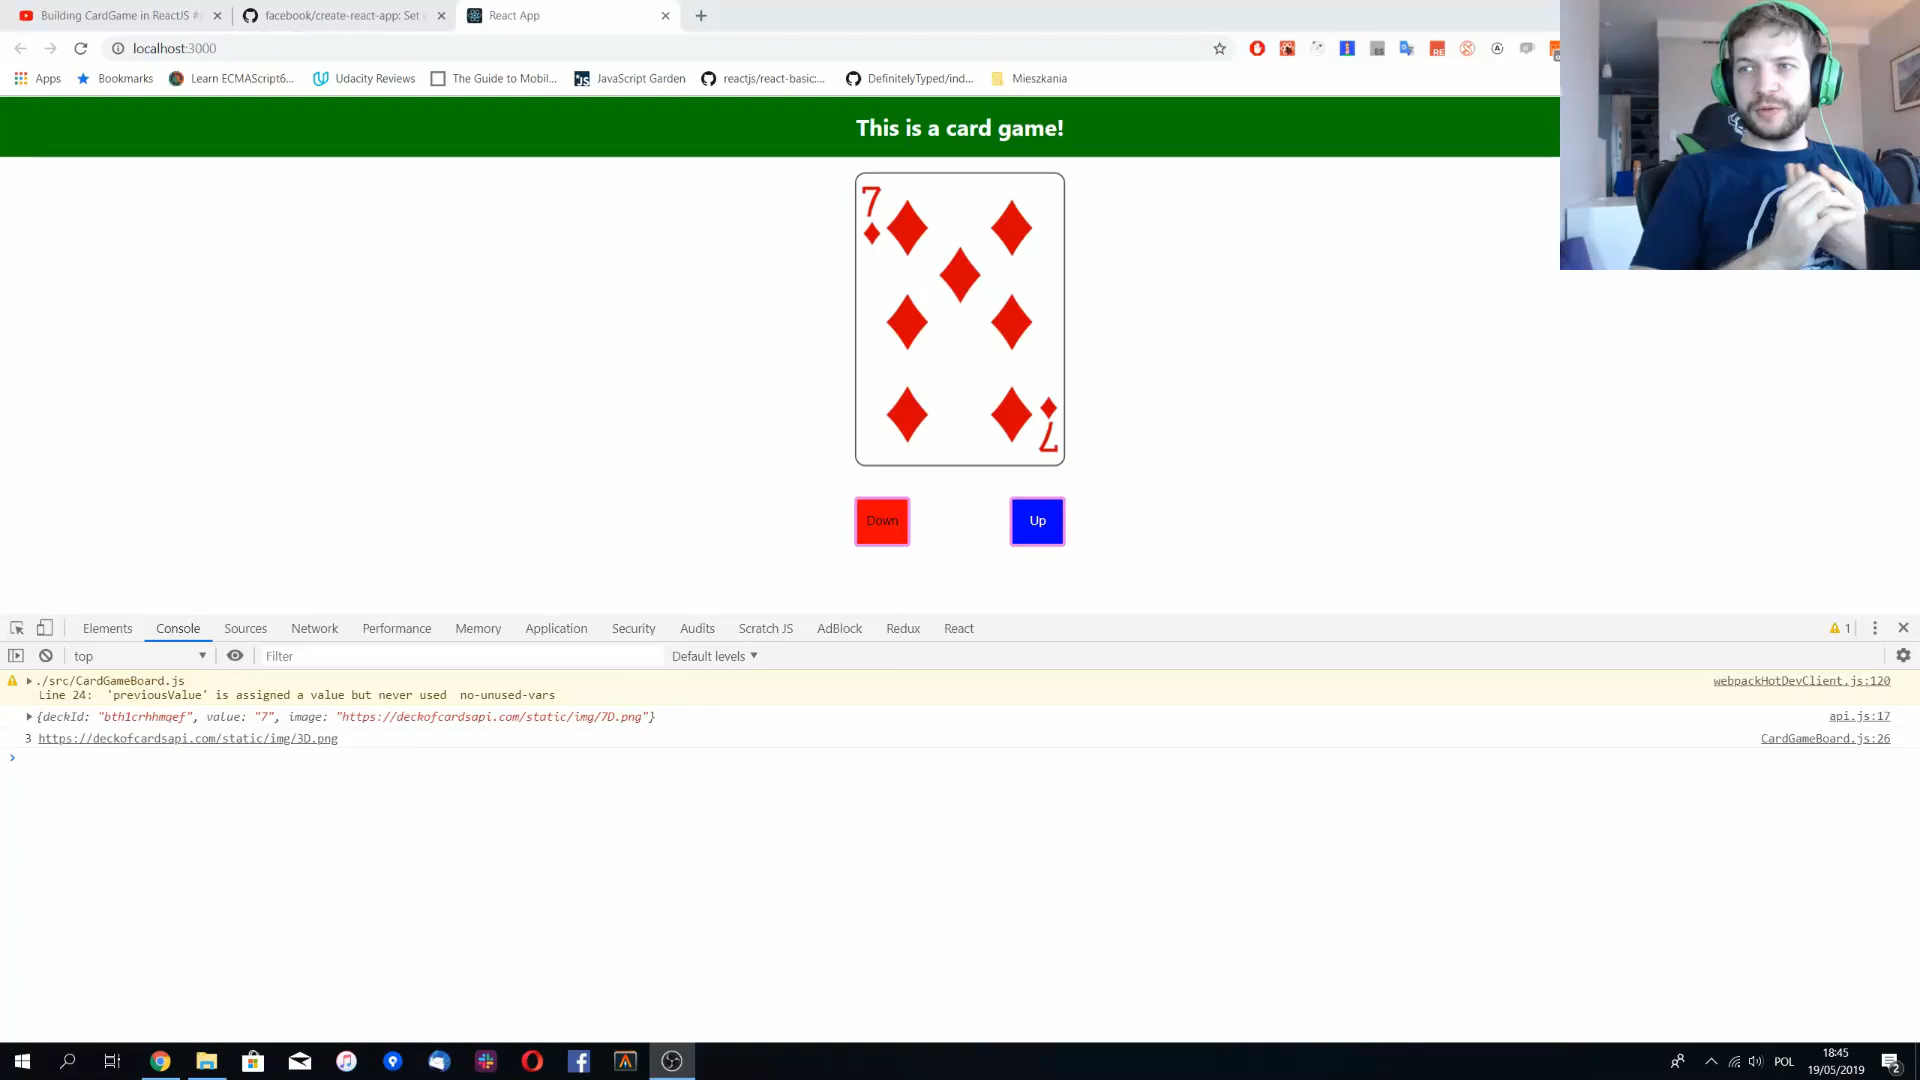 Building CardGame in ReactJS #
facebook/create-react-app: Set
React App
localhost:3000
Apps
Bookmarks
Learn ECMAScript6...
Udacity Reviews
The Guide to Mobil...
JavaScript Garden
reactjs/react-basic:...
DefinitelyTyped/ind...
Mieszkania
This is a card game!
7
7
Down
Up
Elements
Console
Sources
Network
Performance
Memory
Application
Security
Audits
Scratch JS
AdBlock
Redux
React
1
top
Filter
Default levels
./src/CardGameBoard.js
webpackHotDevClient.js:120
Line 24: 'previousValue' is assigned a value but never used no-unused-vars
{deckId: "bth1crhhmqef", value: "7", image: "https://deckofcardsapi.com/static/img/7D.png"}
api.js:17
3 https://deckofcardsapi.com/static/img/3D.png
CardGameBoard.js:26
POL
18:45
19/05/2019
2